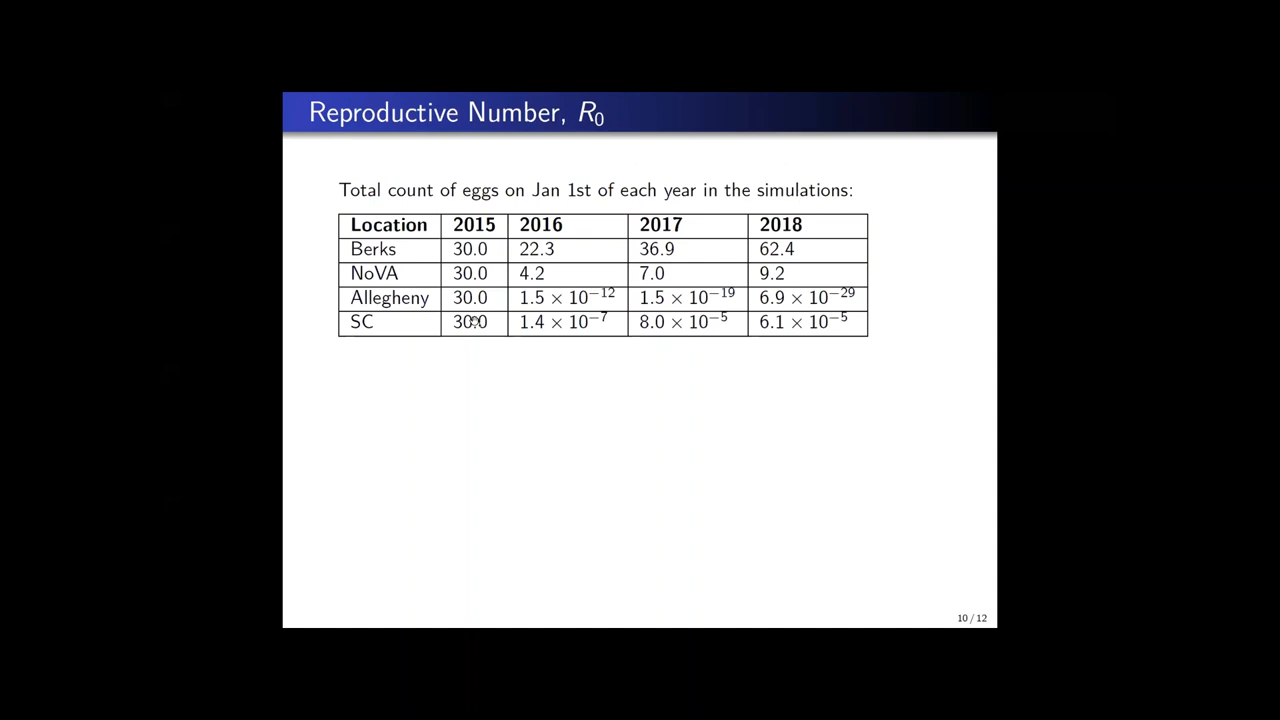 Reproductive Number, R₀
Total count of eggs on Jan 1st of each year in the simulations:
Location 2015 2016 2017 2018
Berks 30.0 22.3 36.9 62.4
NoVA 30.0 4.2 7.0 9.2
Allegheny 30.0 1.5 × 10⁻¹² 1.5 × 10⁻¹⁹ 6.9 × 10⁻²⁹
SC 30.0 1.4 × 10⁻⁷ 8.0 × 10⁻⁵ 6.1 × 10⁻⁵
10 / 12